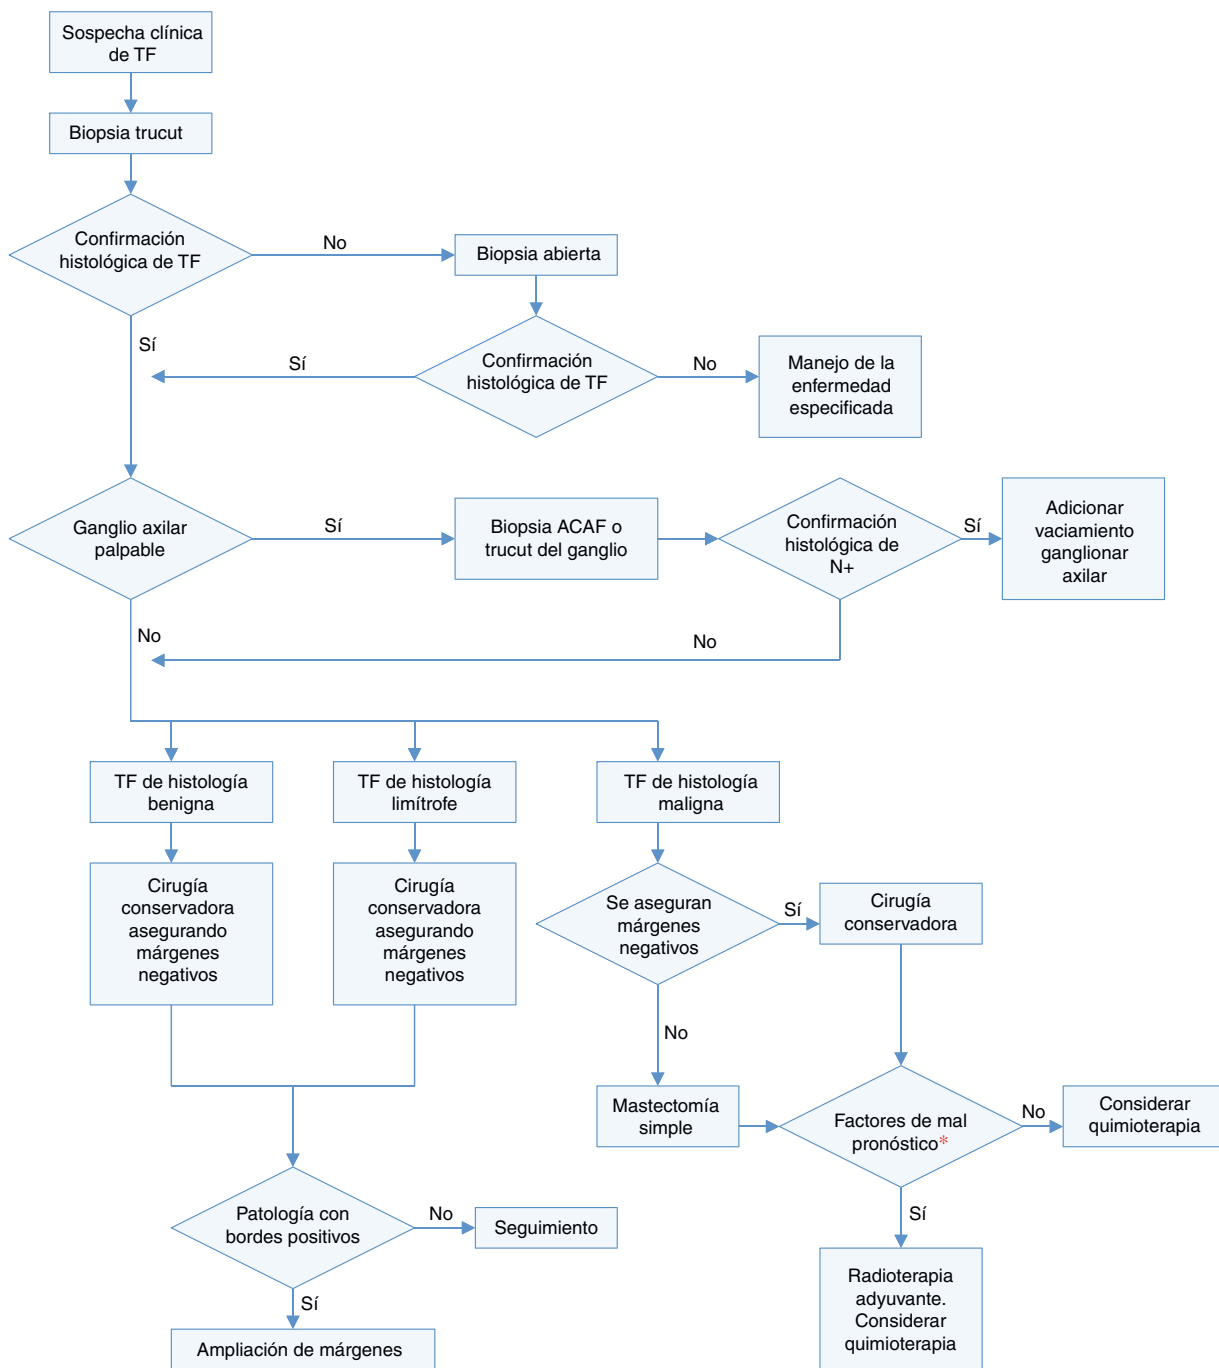 Sospecha clínica
de TF
Biopsia trucut
Confirmación
histológica de TF
No
Biopsia abierta
Sí
Sí
Confirmación
histológica de TF
No
Manejo de la
enfermedad
especificada
Ganglio axilar
palpable
Sí
Biopsia ACAF o
trucut del ganglio
Confirmación
histológica de
N+
Sí
Adicionar
vaciamiento
ganglionar
axilar
No
No
TF de histología
benigna
TF de histología
limítrofe
TF de histología
maligna
Cirugía
conservadora
asegurando
márgenes
negativos
Cirugía
conservadora
asegurando
márgenes
negativos
Se aseguran
márgenes
negativos
Sí
Cirugía
conservadora
No
Mastectomía
simple
Factores de mal
pronóstico*
No
Considerar
quimioterapia
Patología con
bordes positivos
No
Seguimiento
Sí
Radioterapia
adyuvante.
Considerar
quimioterapia
Sí
Ampliación de márgenes